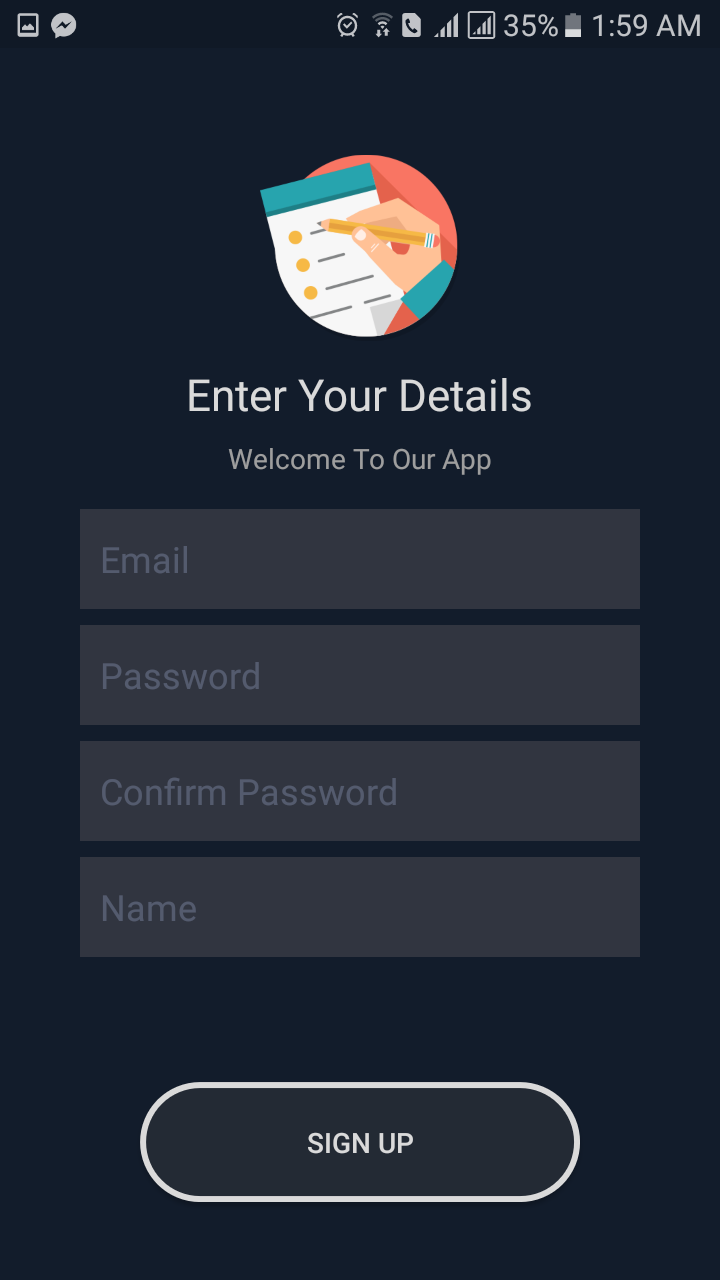 35% 1:59 AM
Enter Your Details
Welcome To Our App
Email
Password
Confirm Password
Name
SIGN UP